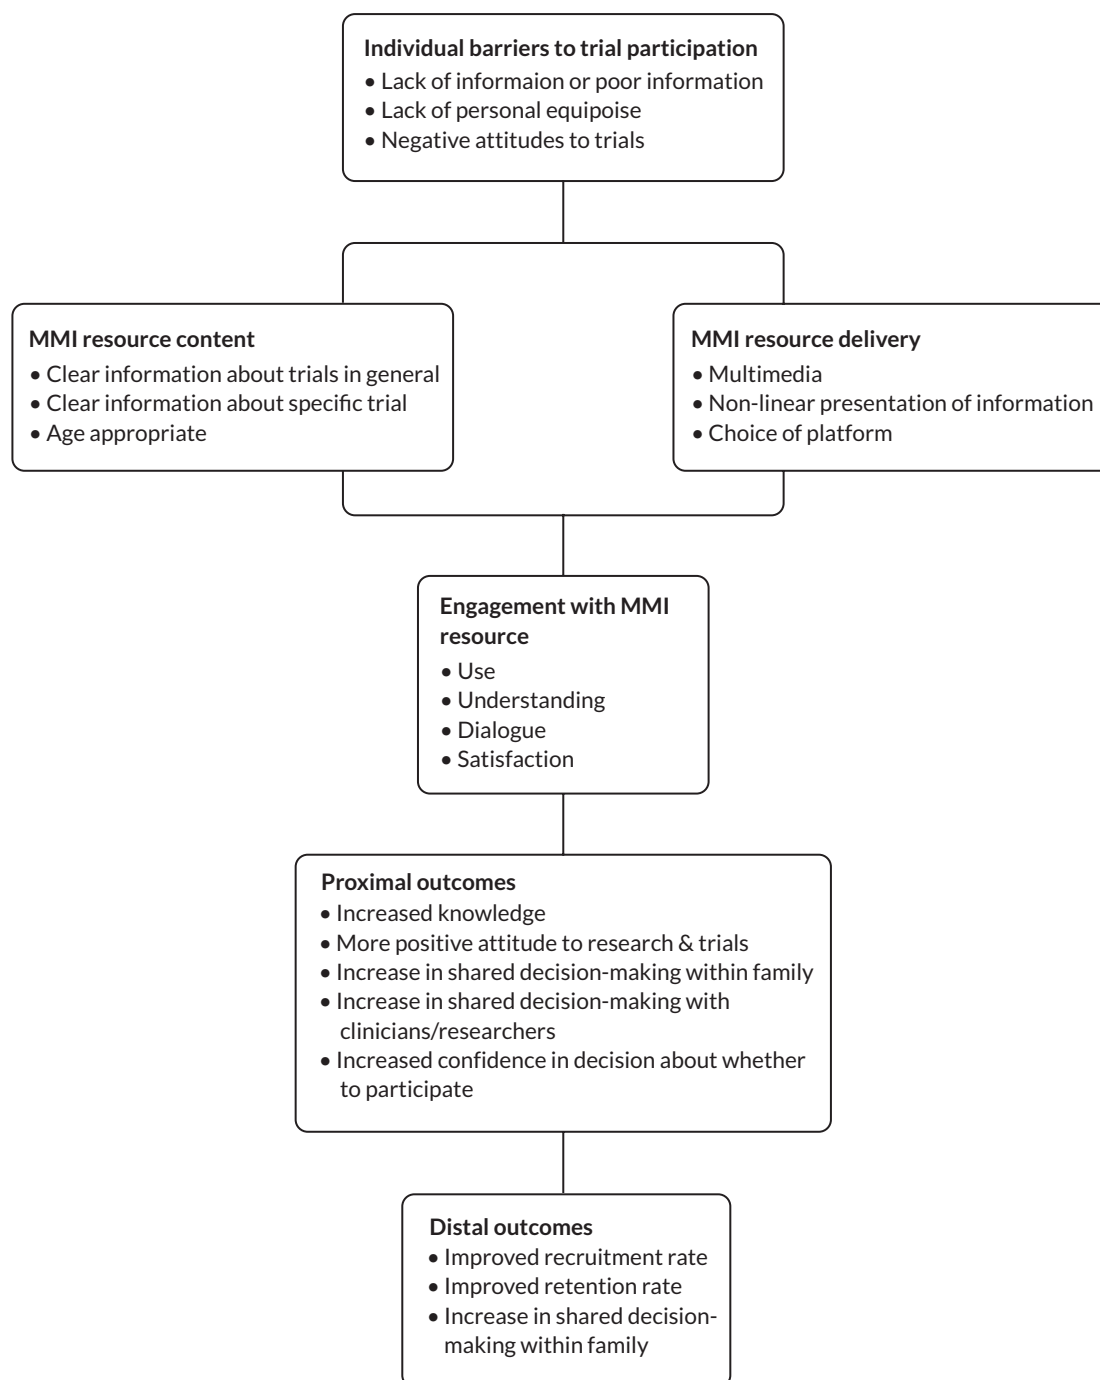 Individual barriers to trial participation
• Lack of informaion or poor information
• Lack of personal equipoise
• Negative attitudes to trials
MMI resource content
• Clear information about trials in general
• Clear information about specific trial
• Age appropriate
MMI resource delivery
• Multimedia
• Non-linear presentation of information
• Choice of platform
Engagement with MMI
resource
• Use
• Understanding
• Dialogue
• Satisfaction
Proximal outcomes
• Increased knowledge
• More positive attitude to research & trials
• Increase in shared decision-making within family
• Increase in shared decision-making with
clinicians/researchers
• Increased confidence in decision about whether
to participate
Distal outcomes
• Improved recruitment rate
• Improved retention rate
• Increase in shared decision-
making within family